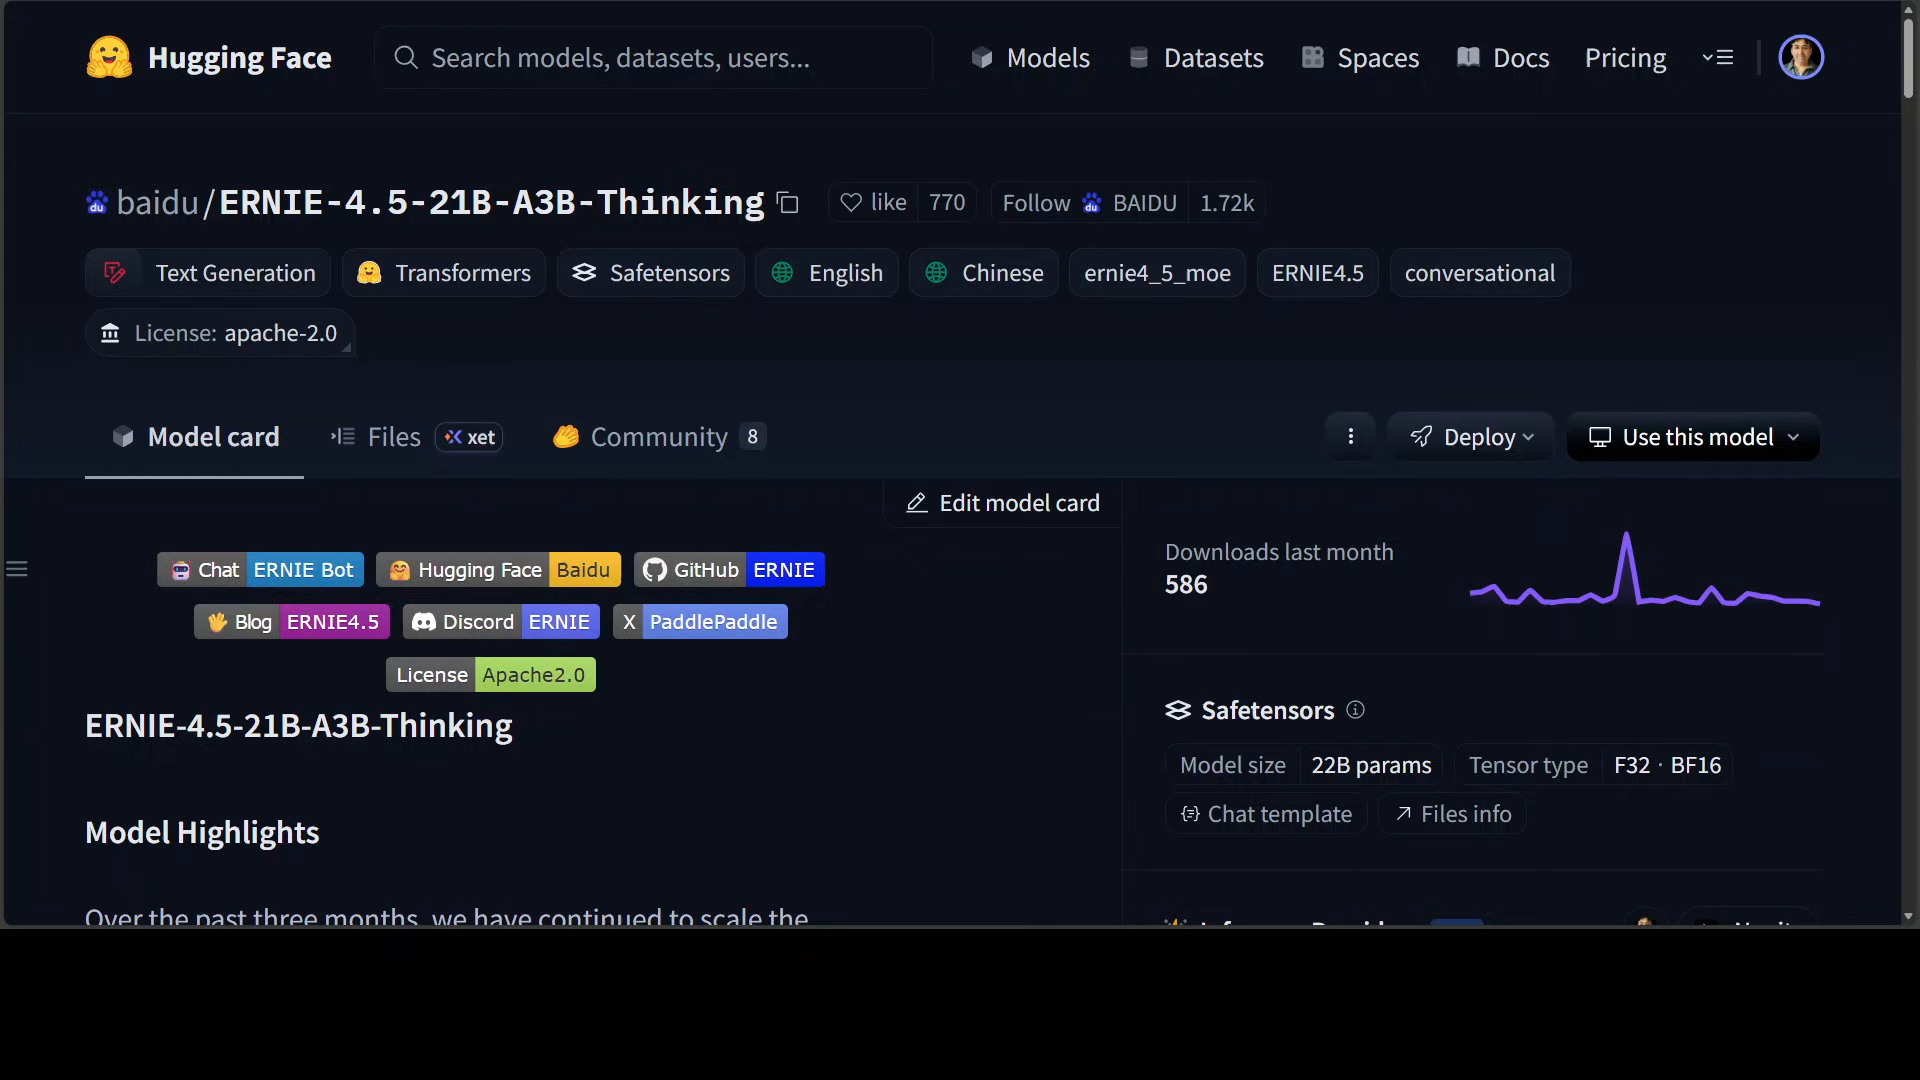 Hugging Face
Search models, datasets, users...
Models
Datasets
Spaces
Docs
Pricing
baidu/ERNIE-4.5-21B-A3B-Thinking
like 770
Follow BAIDU 1.72k
Text Generation
Transformers
Safetensors
English
Chinese
ernie4_5_moe
ERNIE4.5
conversational
License: apache-2.0
Model card
Files xet
Community 8
Deploy
Use this model
Edit model card
Chat ERNIE Bot
Hugging Face Baidu
GitHub ERNIE
Blog ERNIE4.5
Discord ERNIE
X PaddlePaddle
License Apache2.0
ERNIE-4.5-21B-A3B-Thinking
Model Highlights
Over the past three months, we have continued to scale the
Downloads last month
586
Safetensors
Model size 22B params
Tensor type F32 · BF16
Chat template
Files info